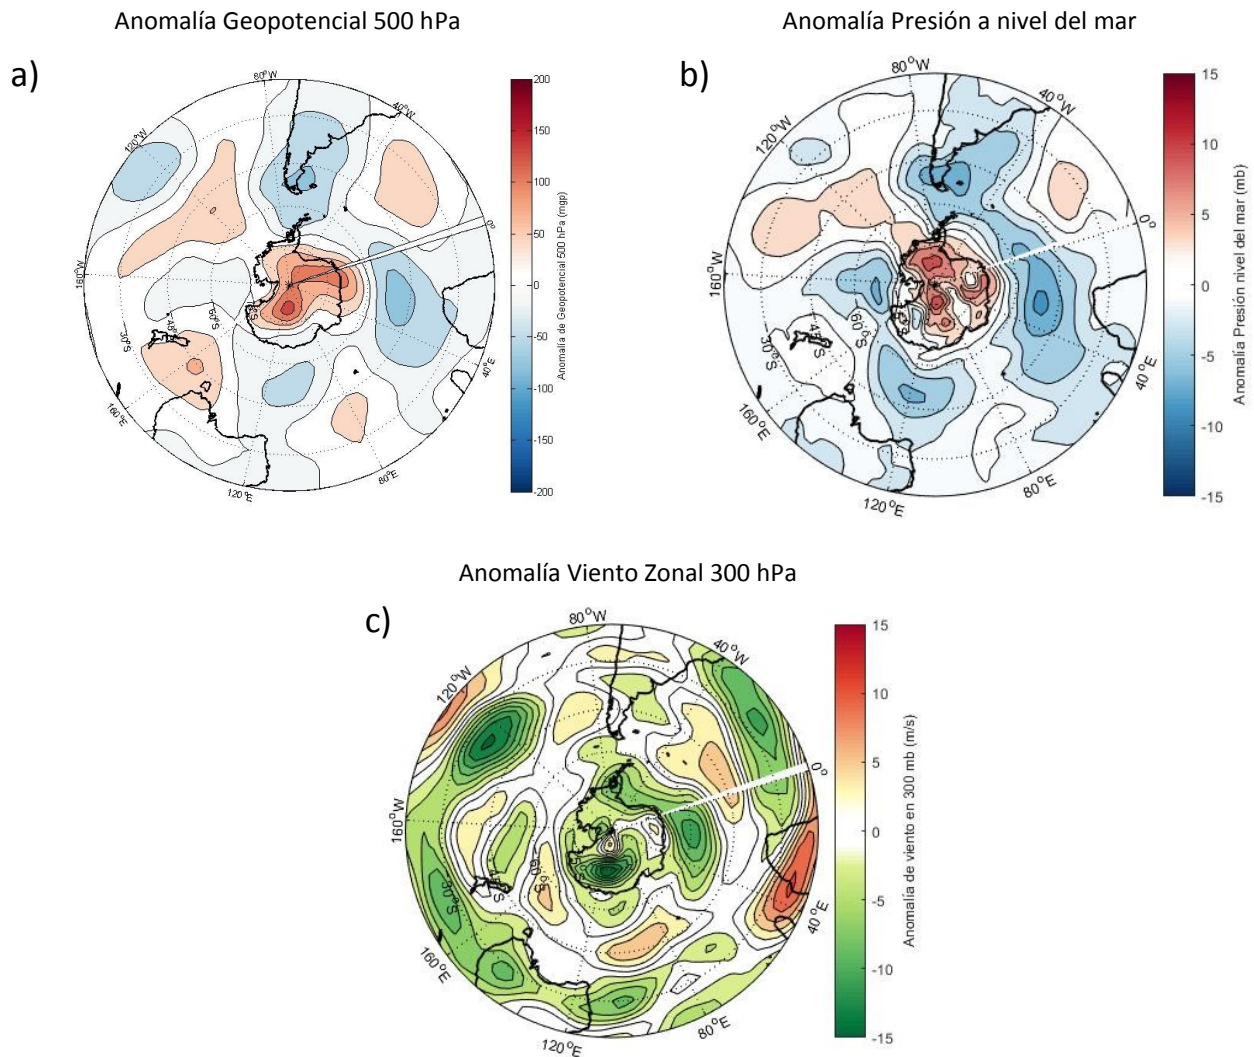 Anomalía Geopotencial 500 hPa
Anomalía Presión a nivel del mar
a)
80°W
40°W
120°W
0°
160°W
30°S
45°S
60°S
160°E
120°E
80°E
40°E
200
150
100
50
0
-50
-100
-150
-200
Anomalía de Geopotencial 500 hPa (mgp)
b)
80°W
40°W
120°W
0°
160°W
30°S
45°S
60°S
160°E
120°E
80°E
40°E
15
10
5
0
-5
-10
-15
Anomalía Presión nivel del mar (mb)
Anomalía Viento Zonal 300 hPa
c)
80°W
40°W
120°W
0°
160°W
30°S
45°S
60°S
160°E
120°E
80°E
40°E
15
10
5
0
-5
-10
-15
Anomalía de viento en 300 mb (m/s)